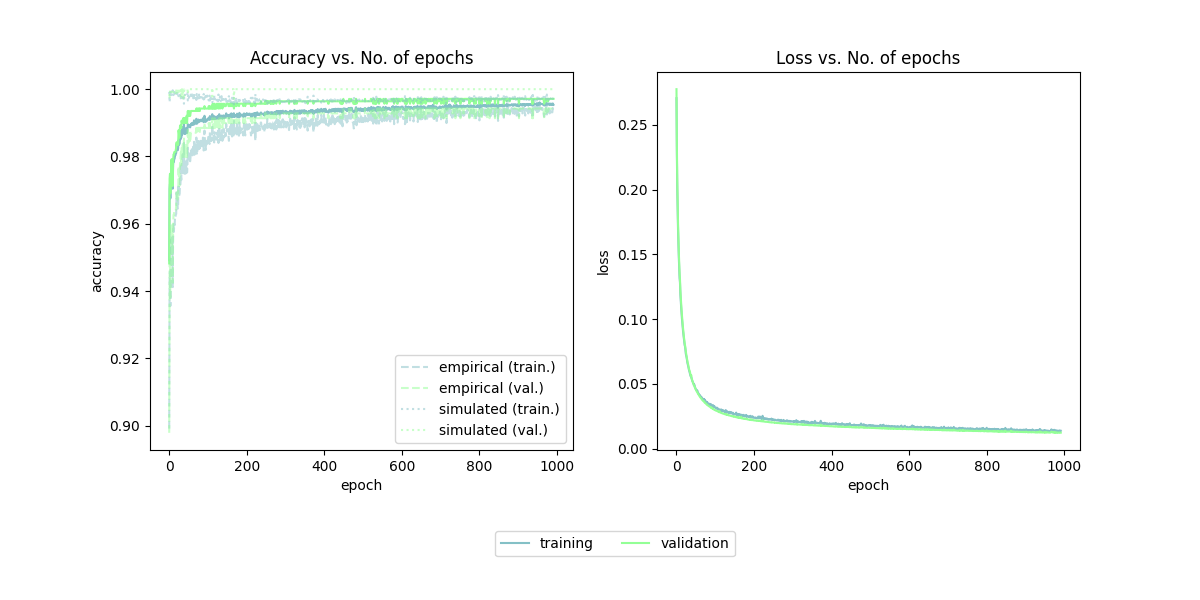 Accuracy vs. No. of epochs
1.00
0.98
0.96
0.94
0.92
0.90
accuracy
empirical (train.)
empirical (val.)
simulated (train.)
simulated (val.)
0 200 400 600 800 1000
epoch
Loss vs. No. of epochs
0.25
0.20
0.15
0.10
0.05
0.00
loss
0 200 400 600 800 1000
epoch
training validation